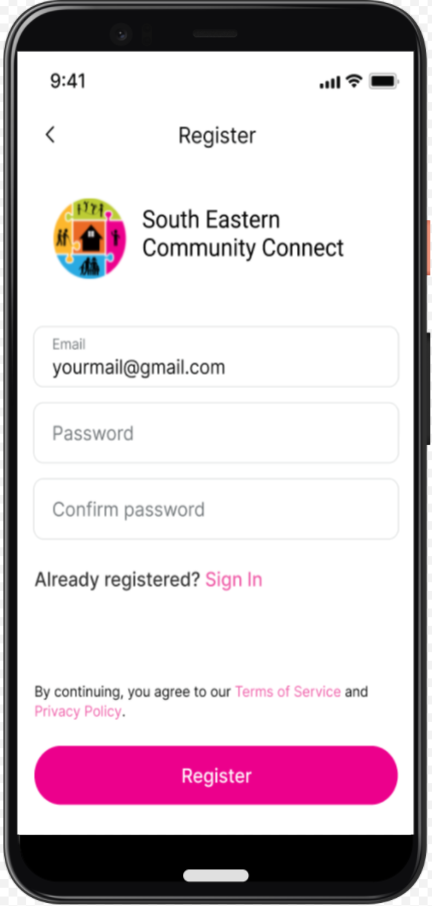 9:41
Register
South Eastern
Community Connect
Email
yourmail@gmail.com
Password
Confirm password
Already registered? Sign In
By continuing, you agree to our Terms of Service and
Privacy Policy.
Register